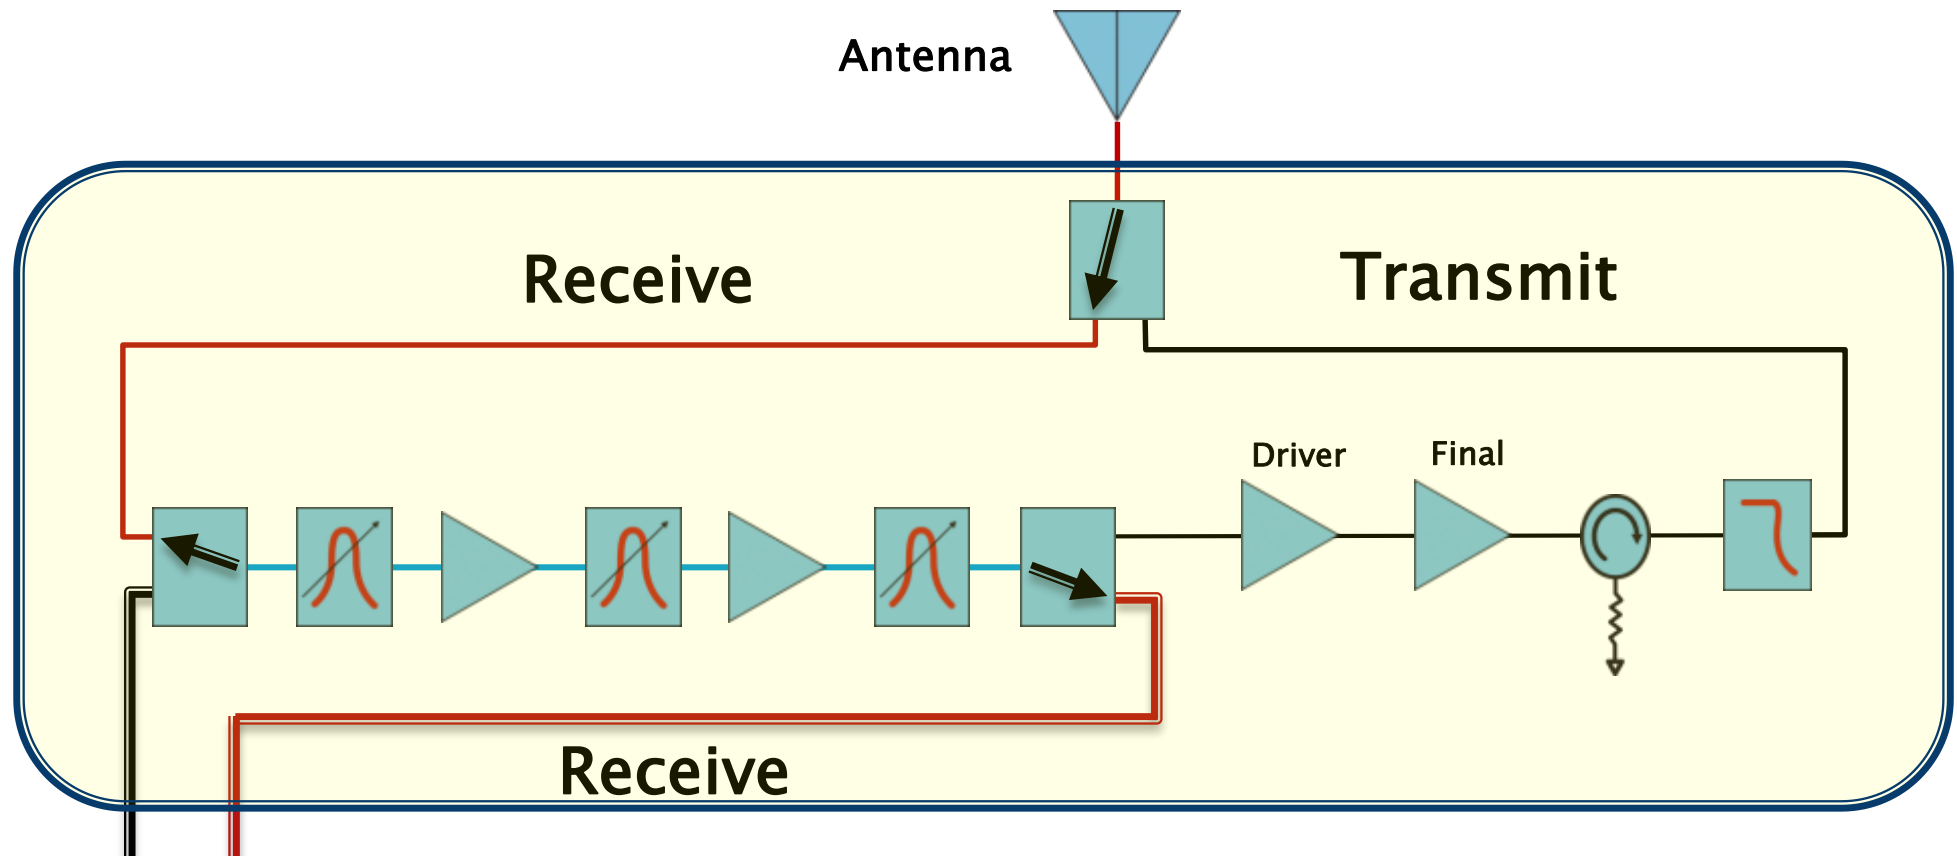 Antenna
Receive
Transmit
Driver
Final
Receive